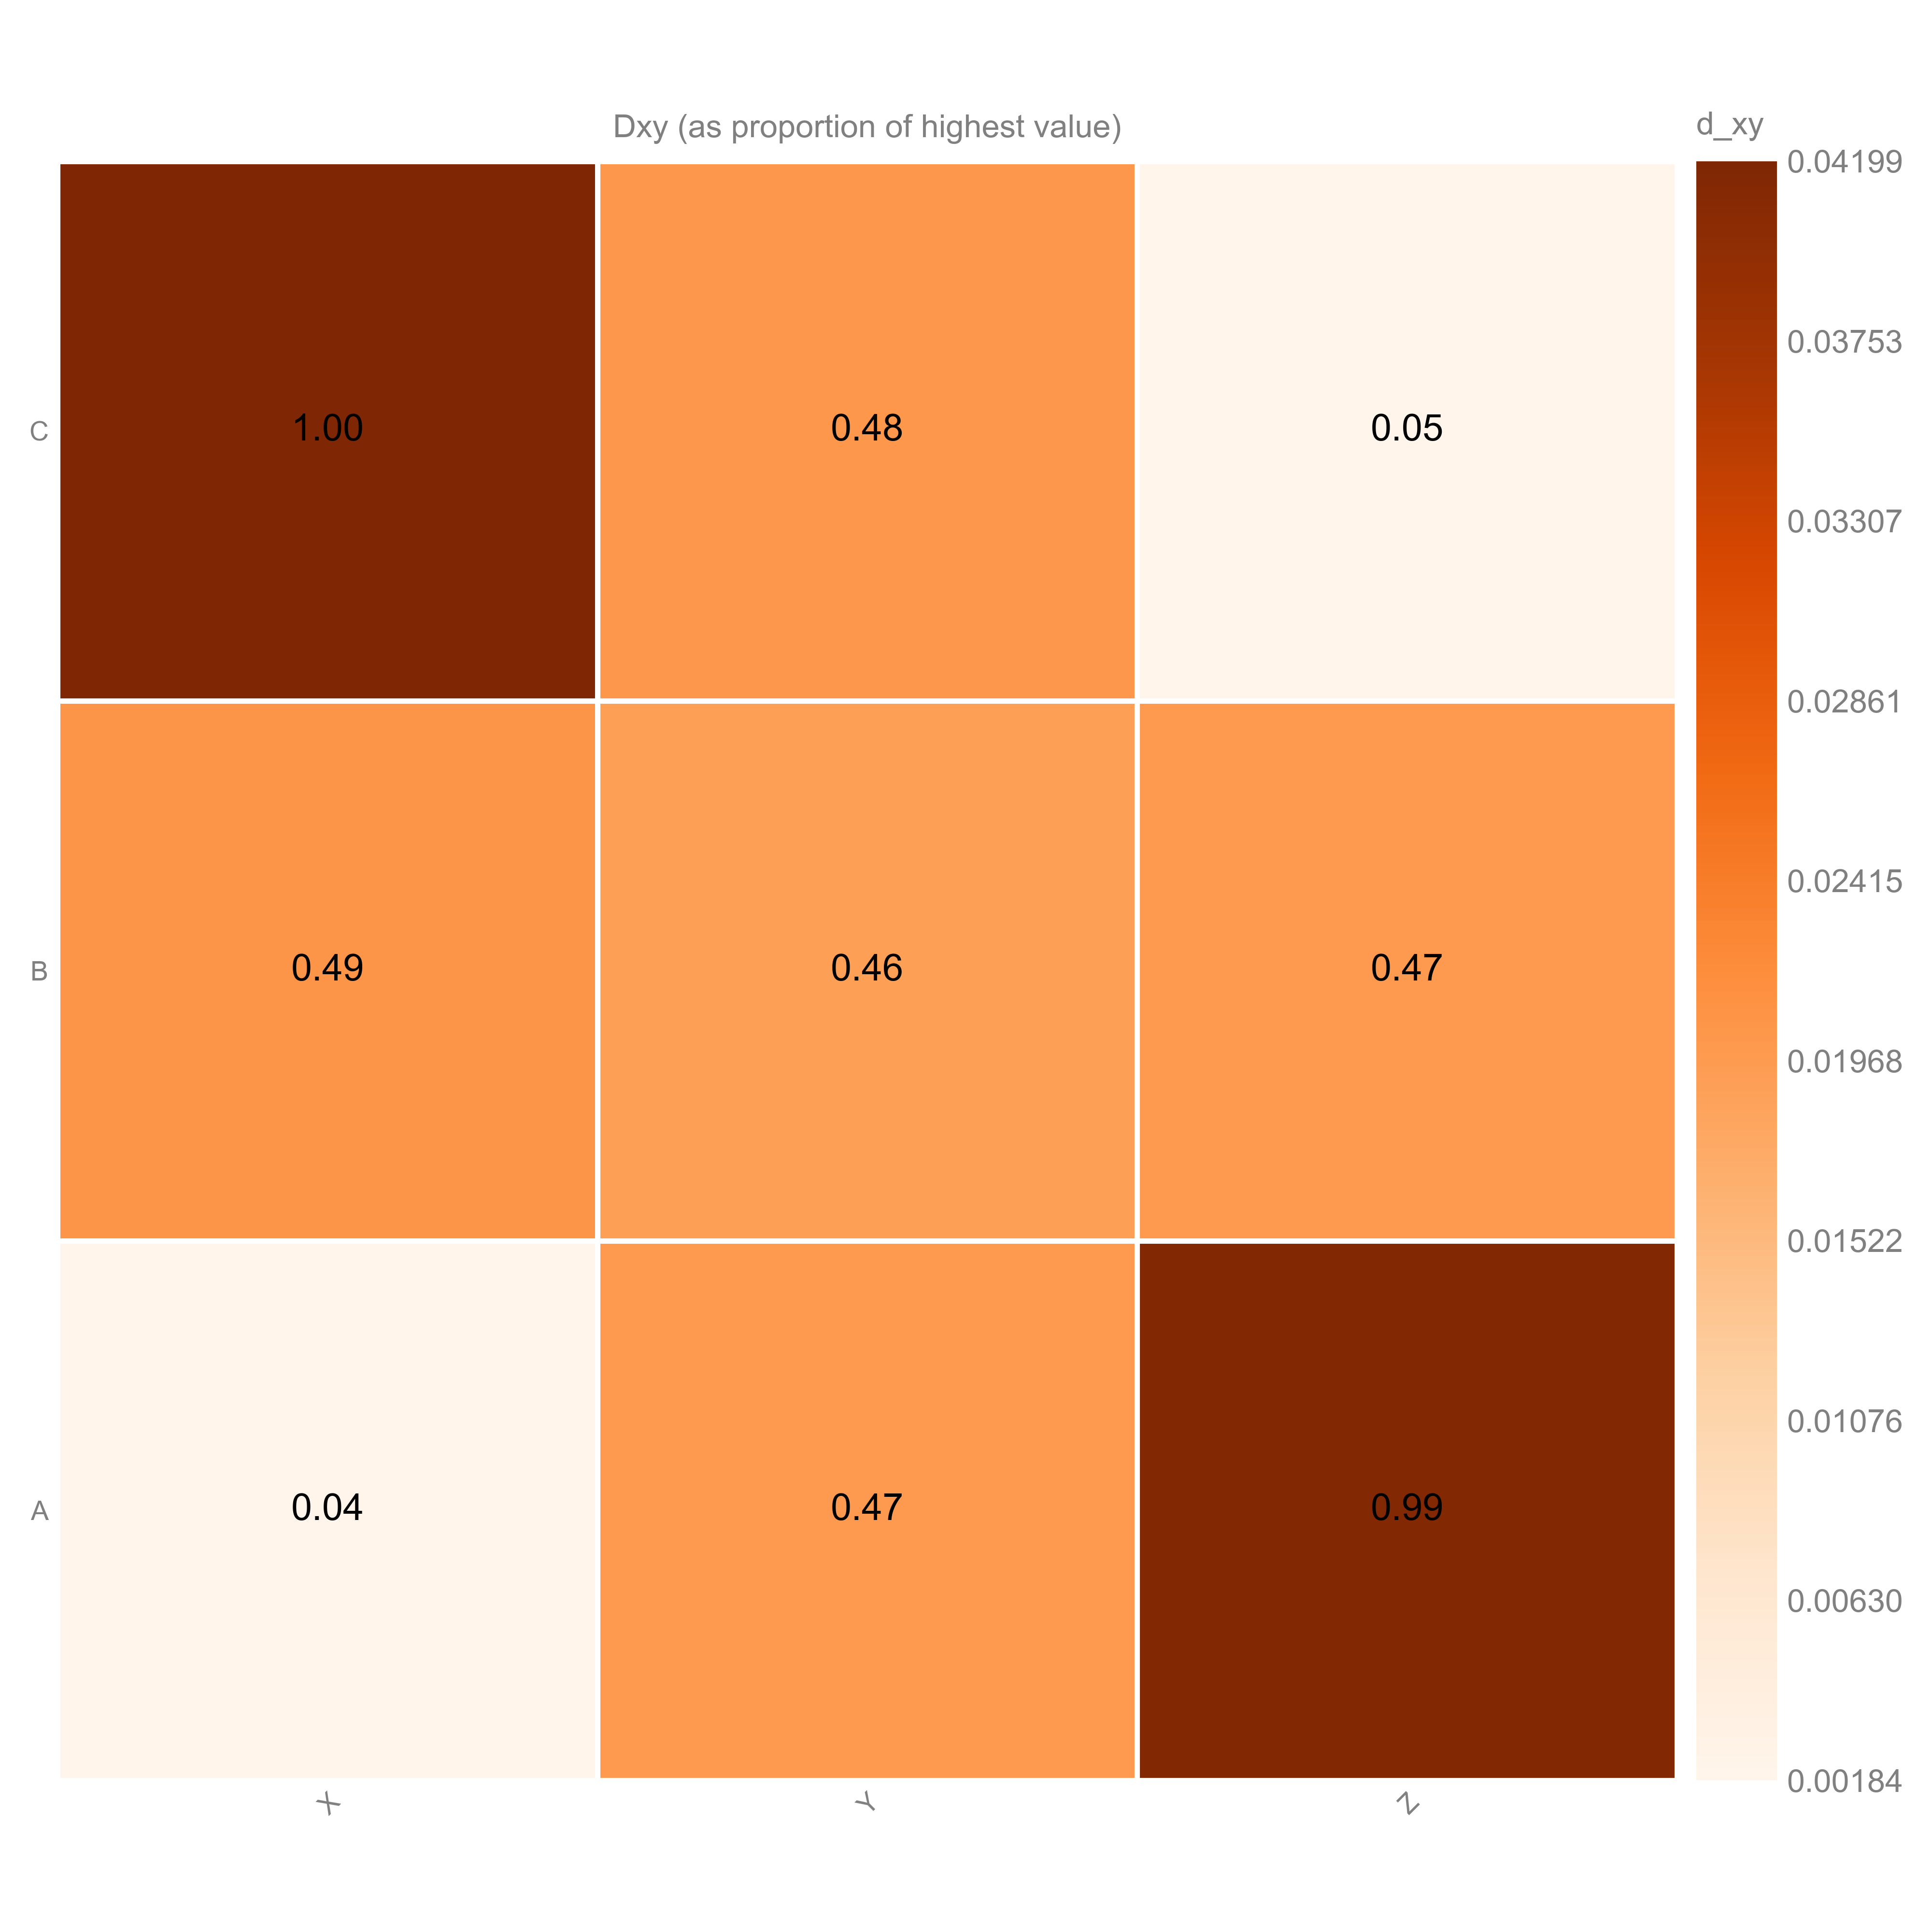 Dxy (as proportion of highest value)
d_xy
0.04199
0.03753
0.03307
0.02861
0.02415
0.01968
0.01522
0.01076
0.00630
0.00184
C 1.00 0.48 0.05
B 0.49 0.46 0.47
A 0.04 0.47 0.99
X Y Z